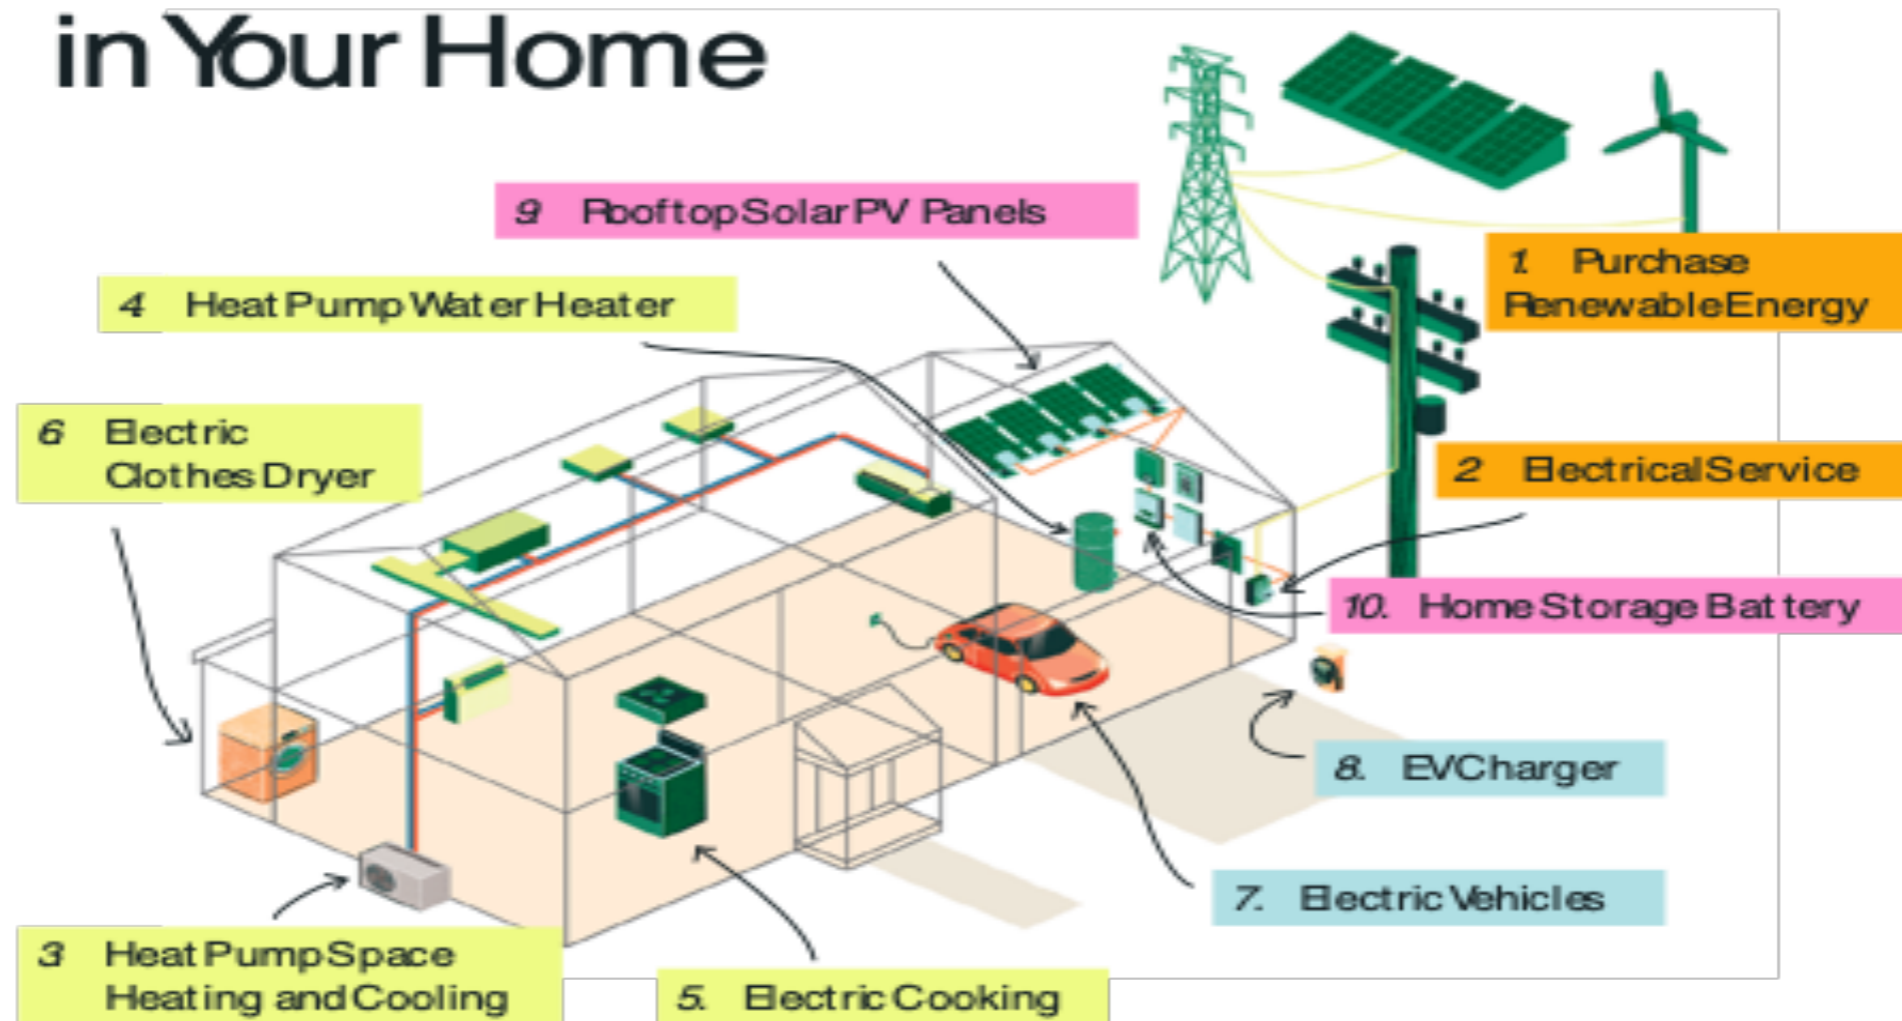 in Your Home
9 Rooftop Solar PV Panels
1. Purchase
Renewable Energy
4 Heat Pump Water Heater
6 Electric
Clothes Dryer
2 Electrical Service
10. Home Storage Battery
8. EV Charger
7. Electric Vehicles
3 Heat Pump Space
Heating and Cooling
5. Electric Cooking